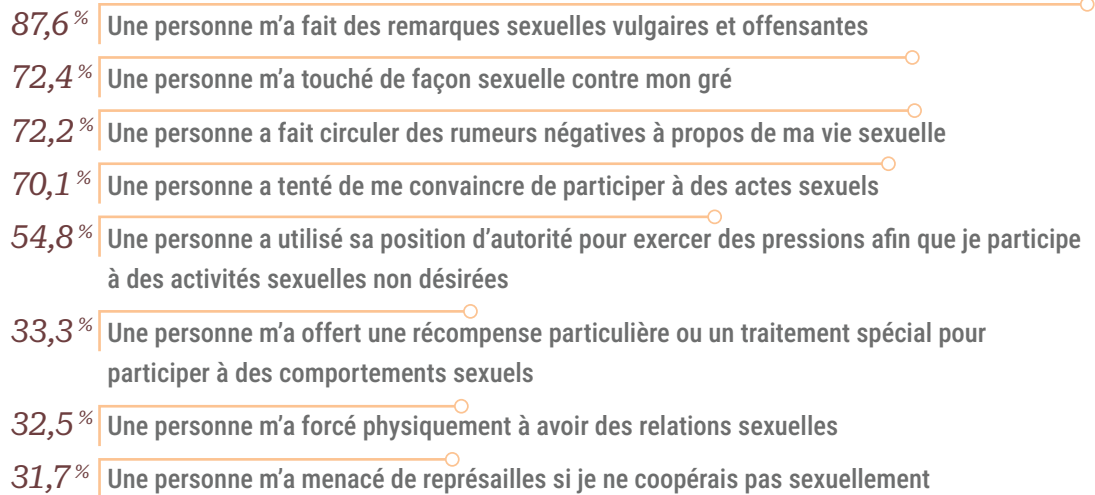 87,6 % Une personne m’a fait des remarques sexuelles vulgaires et offensantes
72,4 % Une personne m’a touché de façon sexuelle contre mon gré
72,2 % Une personne a fait circuler des rumeurs négatives à propos de ma vie sexuelle
70,1 % Une personne a tenté de me convaincre de participer à des actes sexuels
54,8 % Une personne a utilisé sa position d’autorité pour exercer des pressions afin que je participe
à des activités sexuelles non désirées
33,3 % Une personne m’a offert une récompense particulière ou un traitement spécial pour
participer à des comportements sexuels
32,5 % Une personne m’a forcé physiquement à avoir des relations sexuelles
31,7 % Une personne m’a menacé de représailles si je ne coopérais pas sexuellement